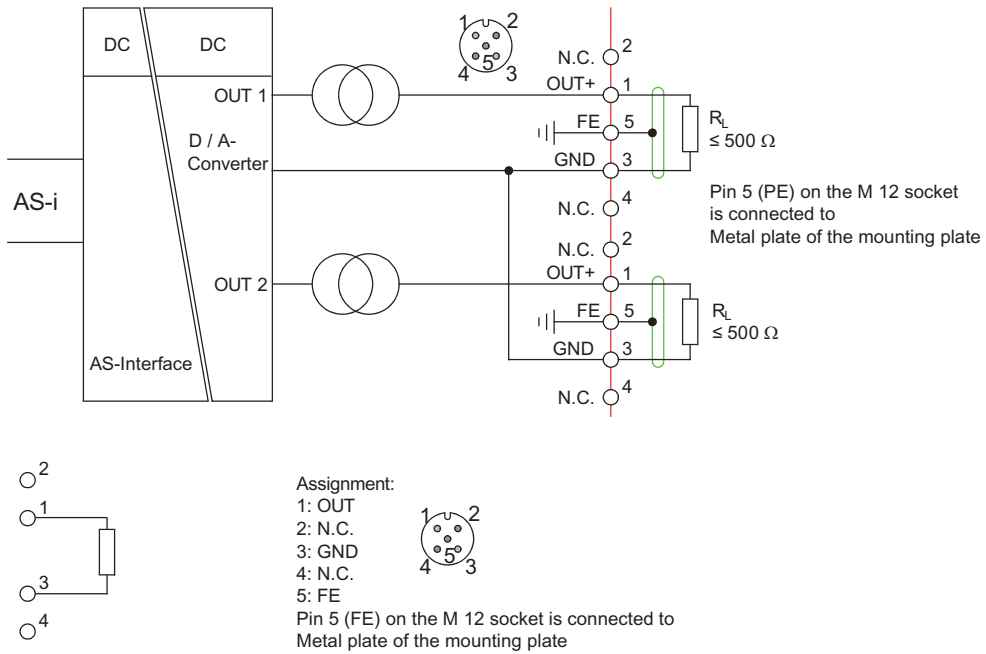 DC
DC
1 2
5
4 3
N.C. 2
OUT 1
OUT+ 1
FE 5
RL
≤ 500 Ω
D / A-
Converter
GND 3
AS-i
N.C. 4
Pin 5 (PE) on the M 12 socket
is connected to
Metal plate of the mounting plate
N.C. 2
OUT 2
OUT+ 1
FE 5
RL
≤ 500 Ω
GND 3
AS-Interface
N.C. 4
2
1
3
4
Assignment:
1: OUT
2: N.C.
3: GND
4: N.C.
5: FE
1 2
5
4 3
Pin 5 (FE) on the M 12 socket is connected to
Metal plate of the mounting plate